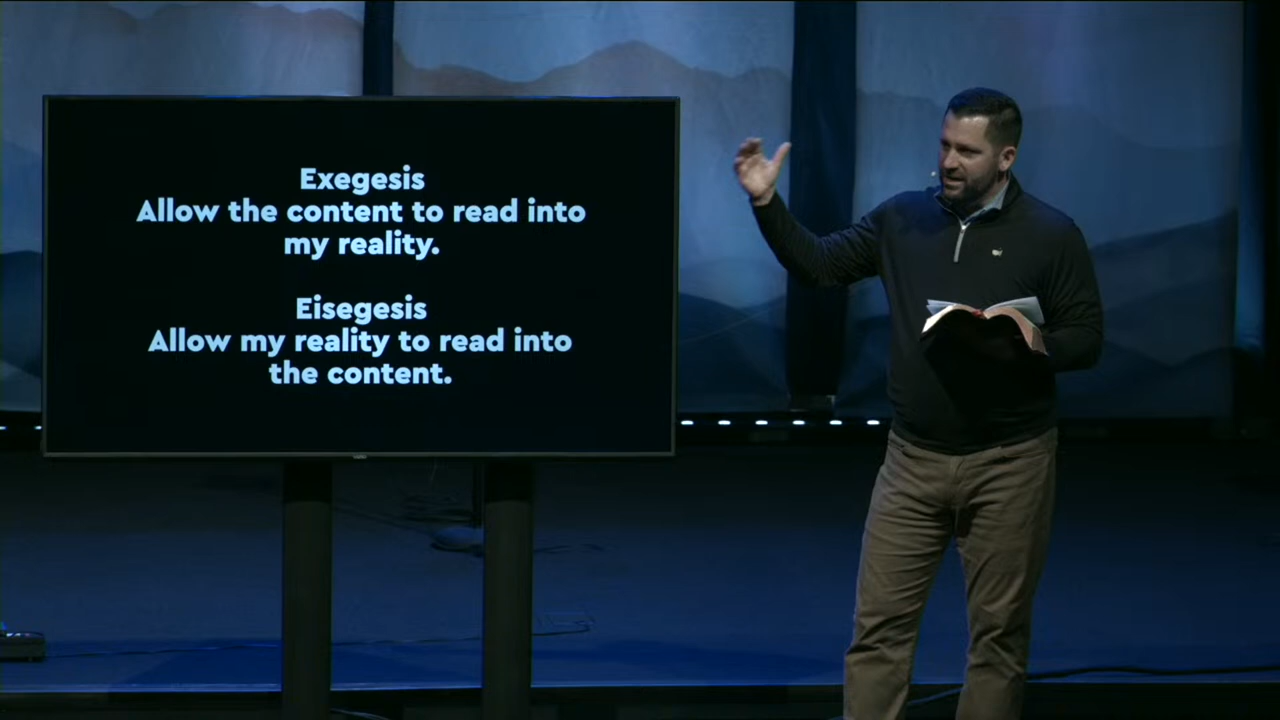 Exegesis
Allow the content to read into
my reality.
Eisegesis
Allow my reality to read into
the content.